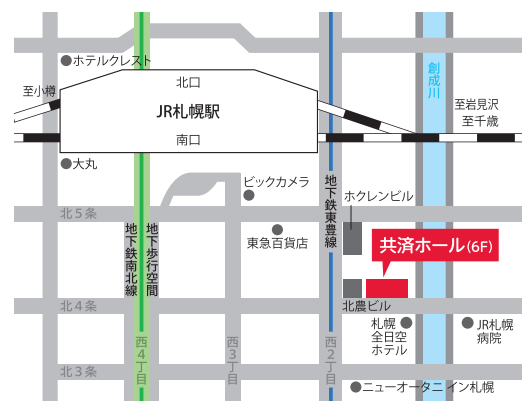 ホテルクレスト
至小樽
北口
JR札幌駅
南口
創成川
至岩見沢
至千歳
大丸
ビックカメラ
地下鉄東豊線
ホクレンビル
北5条
東急百貨店
地下鉄南北線
地下歩行空間
共済ホール(6F)
北4条
北農ビル
札幌
全日空
ホテル
JR札幌
病院
西4丁目
西3丁目
西2丁目
北3条
ニューオータニ イン札幌